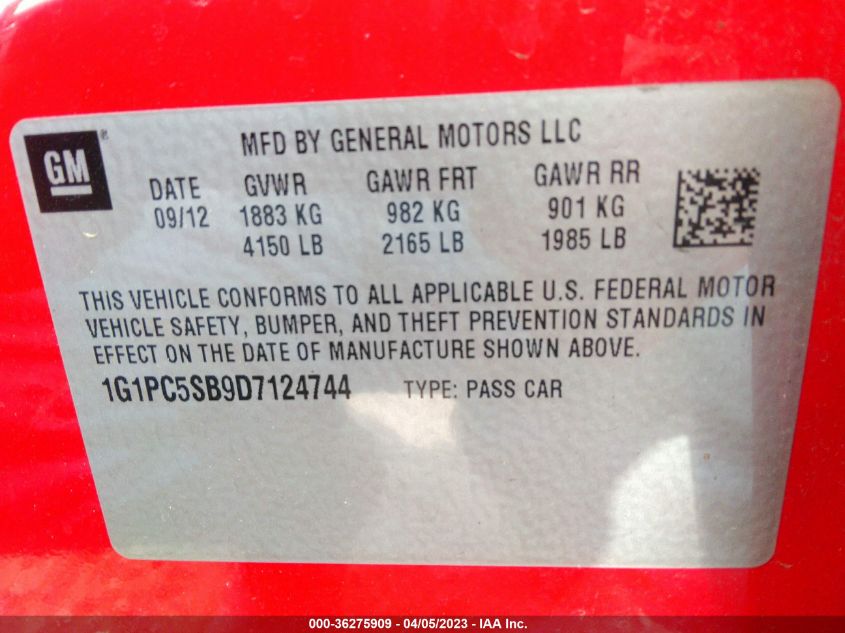 GM ®
MFD BY GENERAL MOTORS LLC
DATE GVWR GAWR FRT GAWR RR
09/12 1883 KG 982 KG 901 KG
4150 LB 2165 LB 1985 LB
THIS VEHICLE CONFORMS TO ALL APPLICABLE U.S. FEDERAL MOTOR
VEHICLE SAFETY, BUMPER, AND THEFT PREVENTION STANDARDS IN
EFFECT ON THE DATE OF MANUFACTURE SHOWN ABOVE.
1G1PC5SB9D7124744 TYPE: PASS CAR
000-36275909 - 04/05/2023 - IAA Inc.